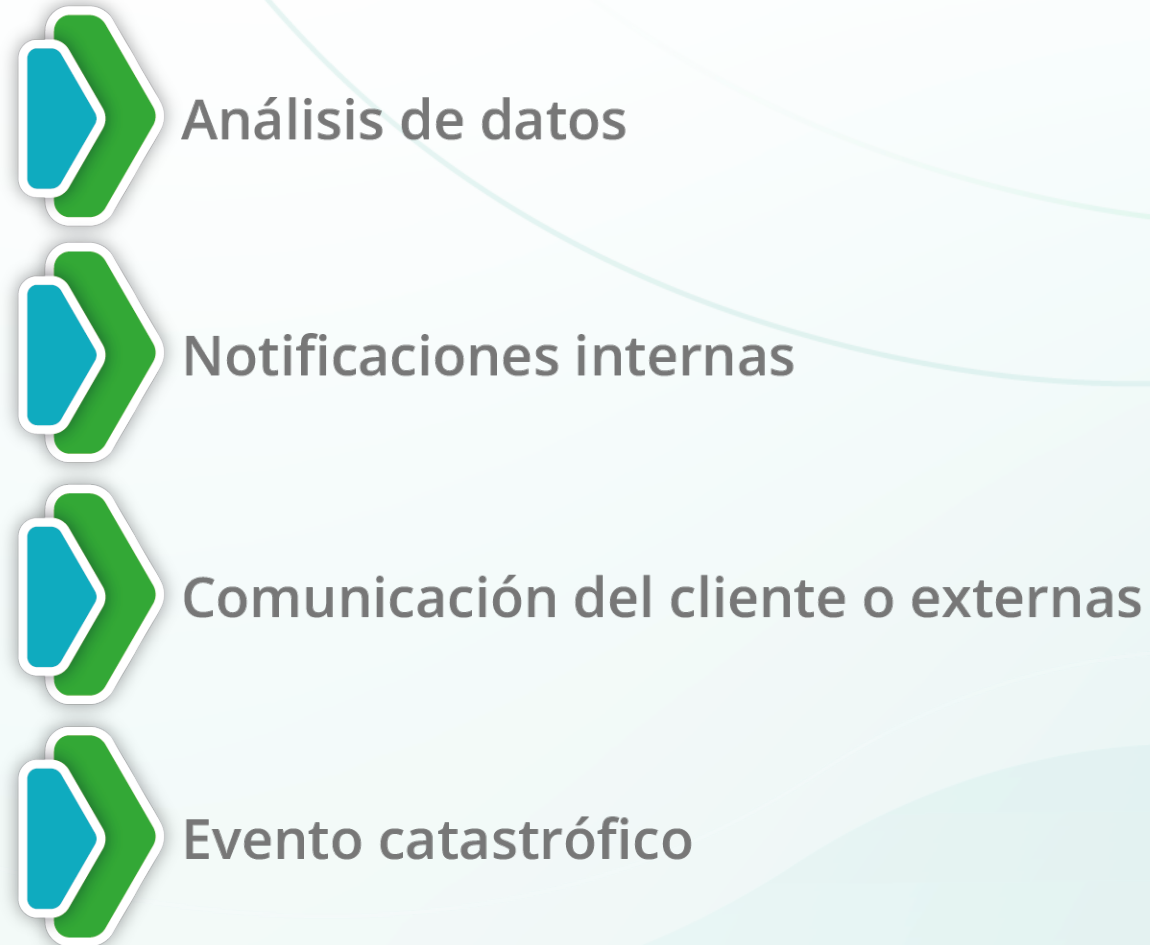 Análisis de datos
Notificaciones internas
Comunicación del cliente o externas
Evento catastrófico